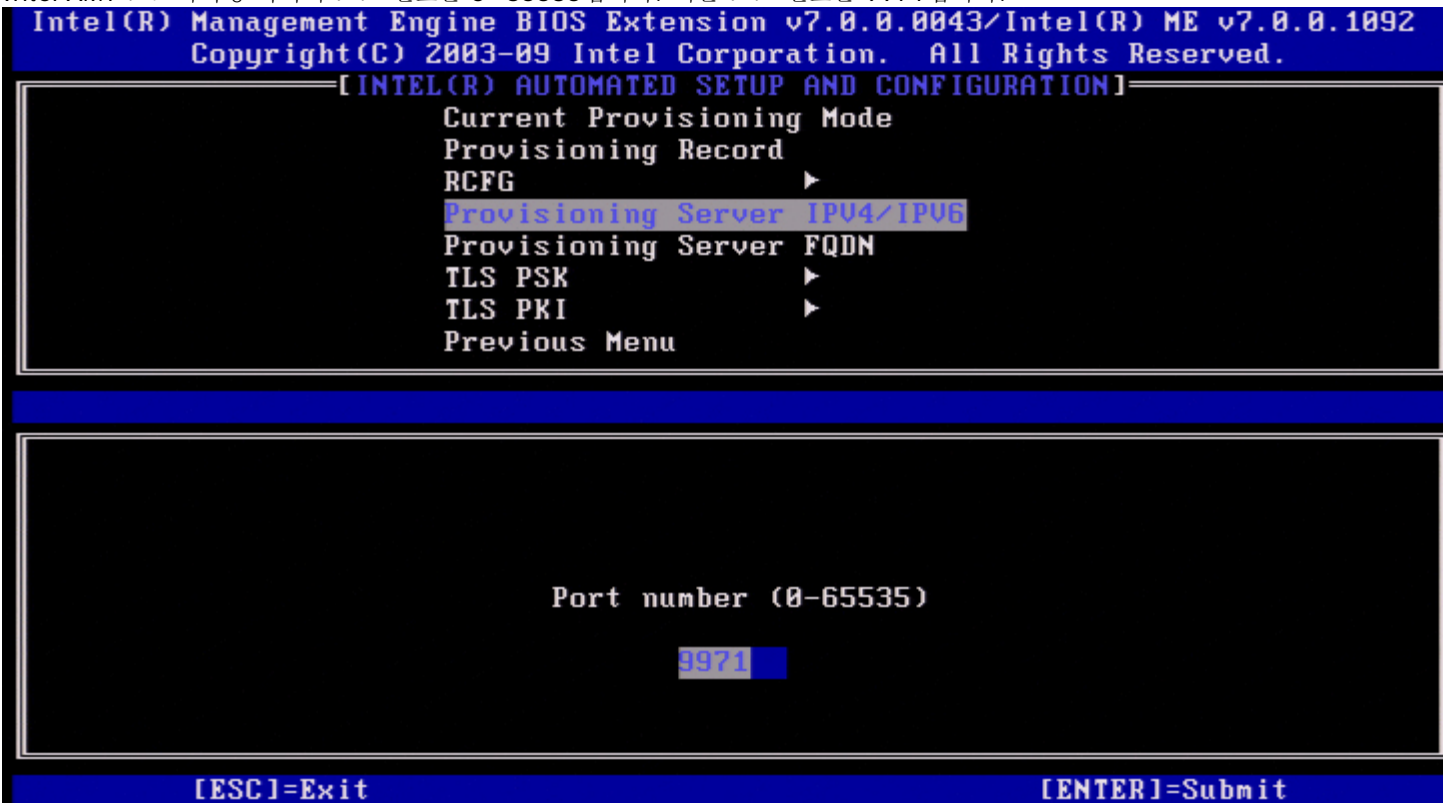 Intel(R) Management Engine BIOS Extension v7.0.0.0043/Intel(R) ME v7.0.0.1092
Copyright(C) 2003-09 Intel Corporation. All Rights Reserved.
[INTEL(R) AUTOMATED SETUP AND CONFIGURATION]
Current Provisioning Mode
Provisioning Record
RCFG ►
Provisioning Server IPV4/IPV6
Provisioning Server FQDN
TLS PSK ►
TLS PKI ►
Previous Menu
Port number (0-65535)
9971
[ESC]=Exit [ENTER]=Submit